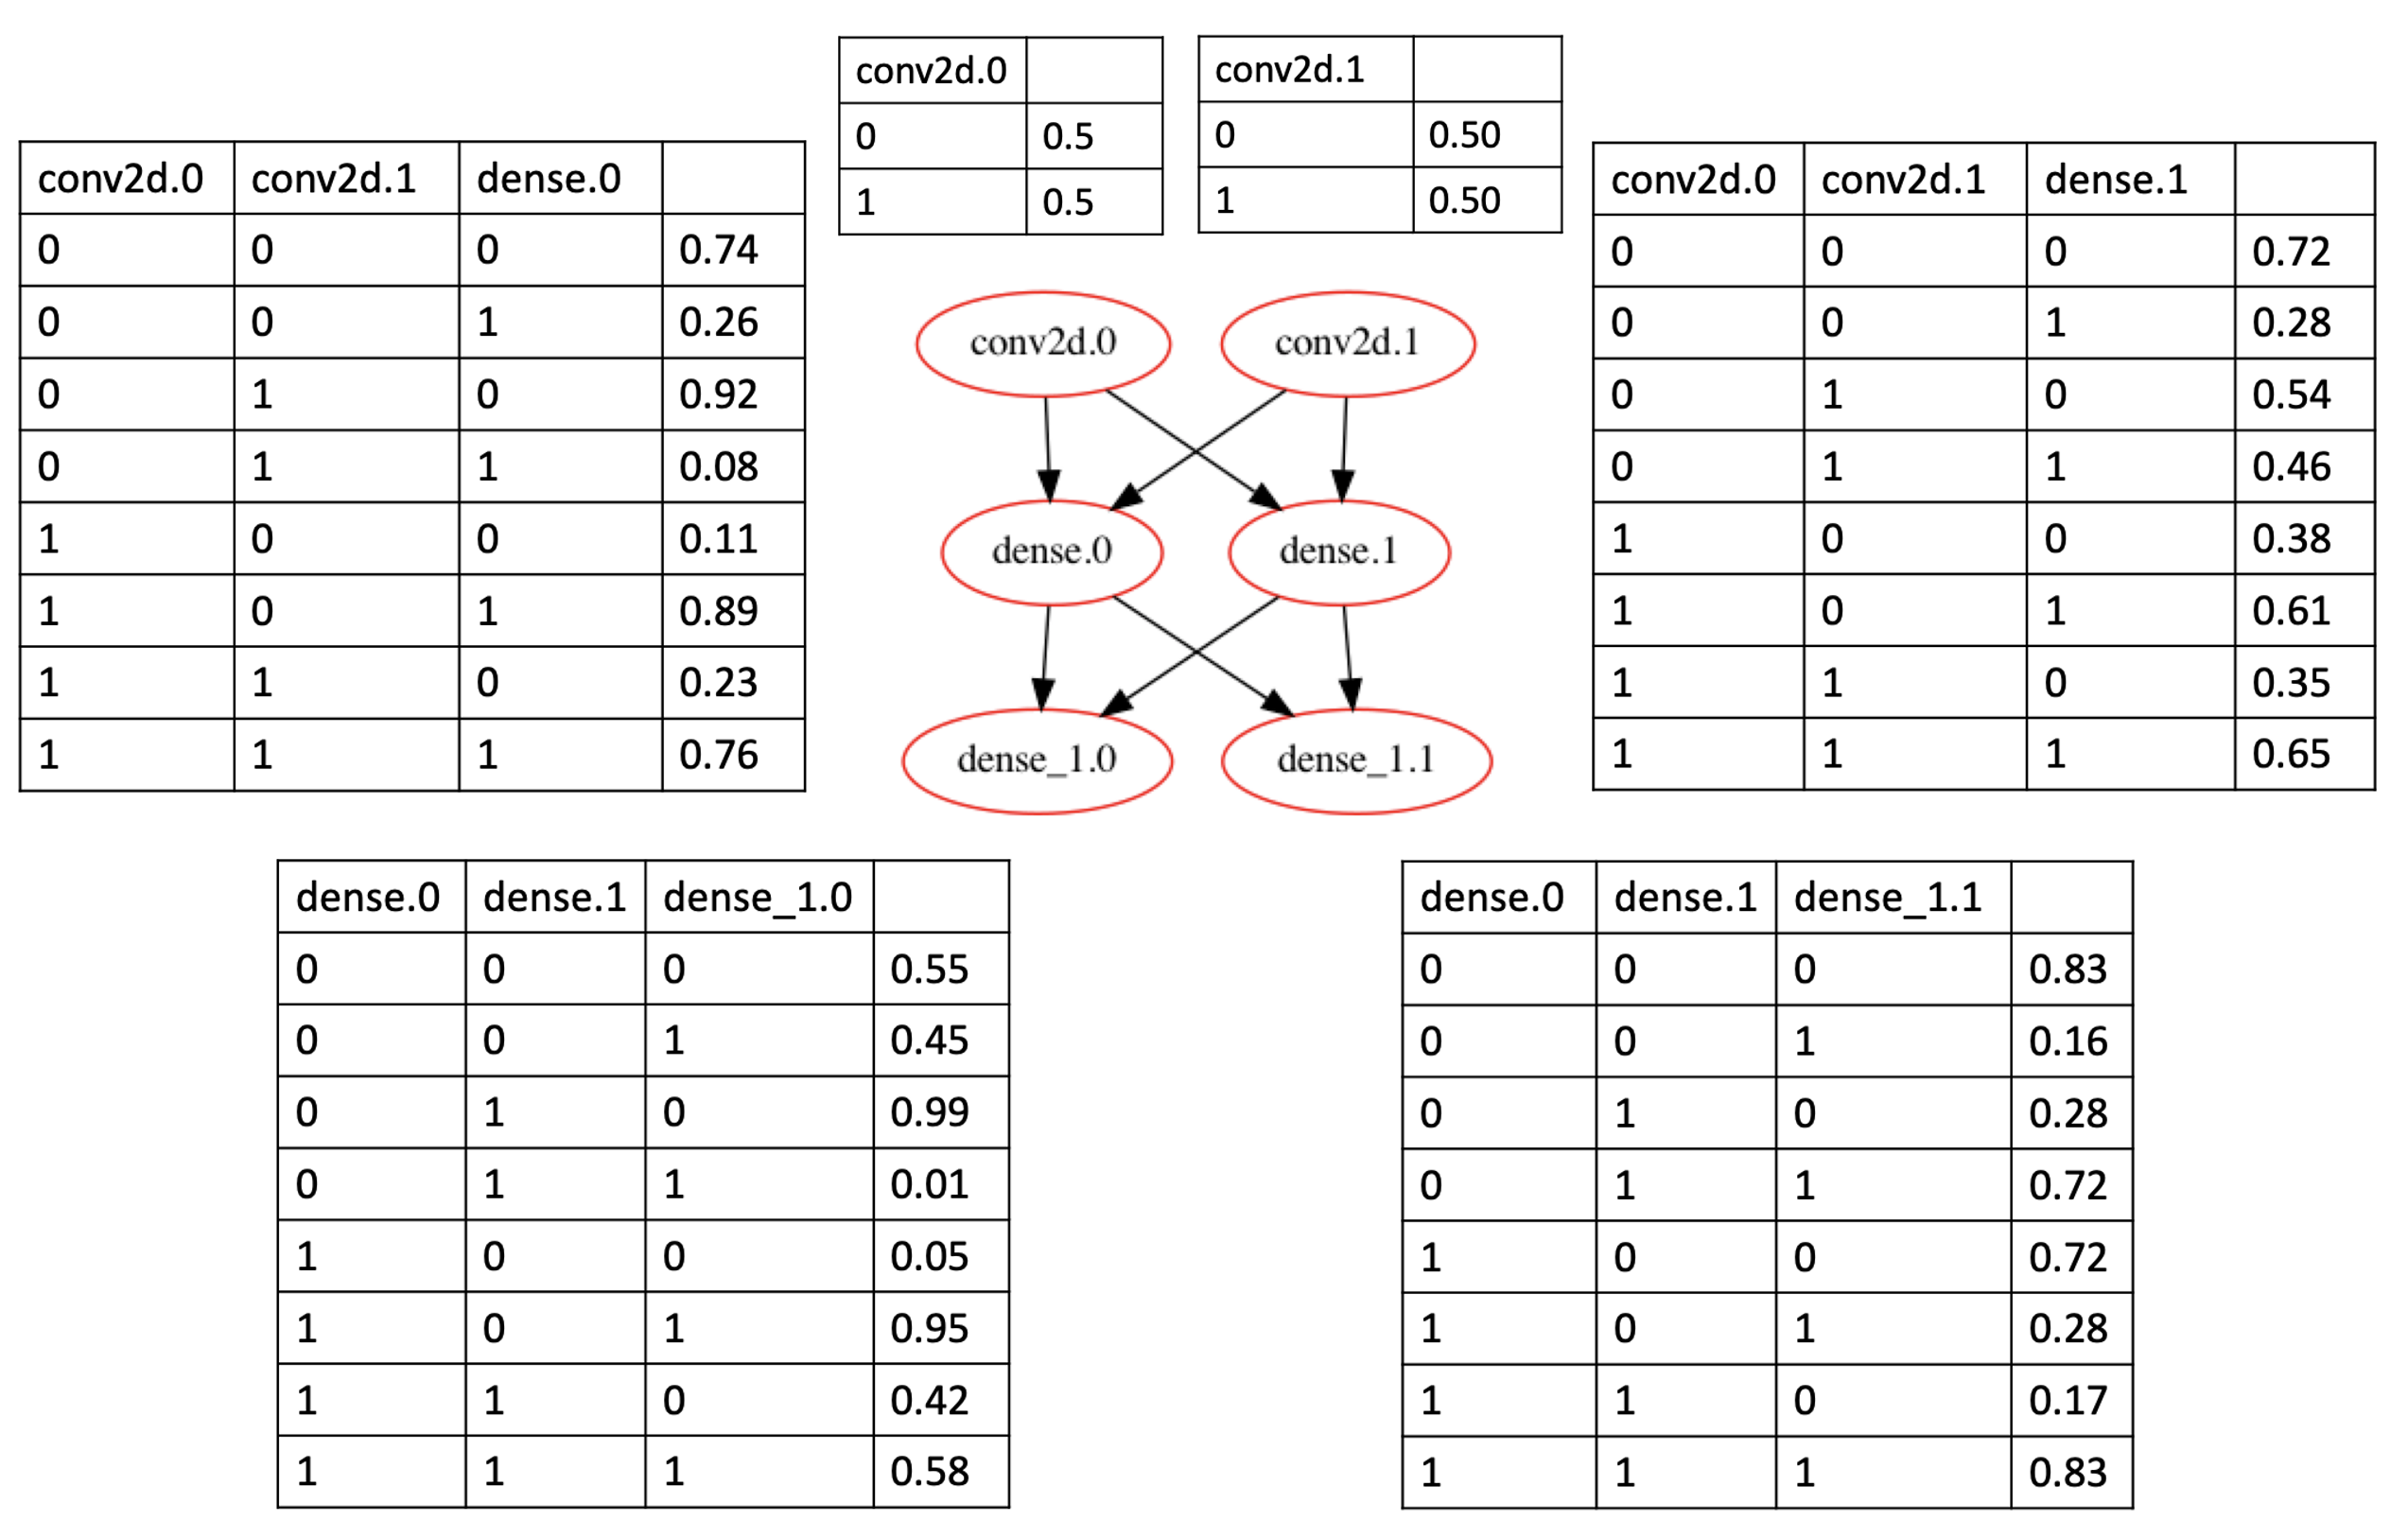 conv2d.0
0 0.5
1 0.5
conv2d.1
0 0.50
1 0.50
conv2d.0 conv2d.1 dense.0
0 0 0 0.74
0 0 1 0.26
0 1 0 0.92
0 1 1 0.08
1 0 0 0.11
1 0 1 0.89
1 1 0 0.23
1 1 1 0.76
conv2d.0 conv2d.1
dense.0 dense.1
dense_1.0 dense_1.1
conv2d.0 conv2d.1 dense.1
0 0 0 0.72
0 0 1 0.28
0 1 0 0.54
0 1 1 0.46
1 0 0 0.38
1 0 1 0.61
1 1 0 0.35
1 1 1 0.65
dense.0 dense.1 dense_1.0
0 0 0 0.55
0 0 1 0.45
0 1 0 0.99
0 1 1 0.01
1 0 0 0.05
1 0 1 0.95
1 1 0 0.42
1 1 1 0.58
dense.0 dense.1 dense_1.1
0 0 0 0.83
0 0 1 0.16
0 1 0 0.28
0 1 1 0.72
1 0 0 0.72
1 0 1 0.28
1 1 0 0.17
1 1 1 0.83